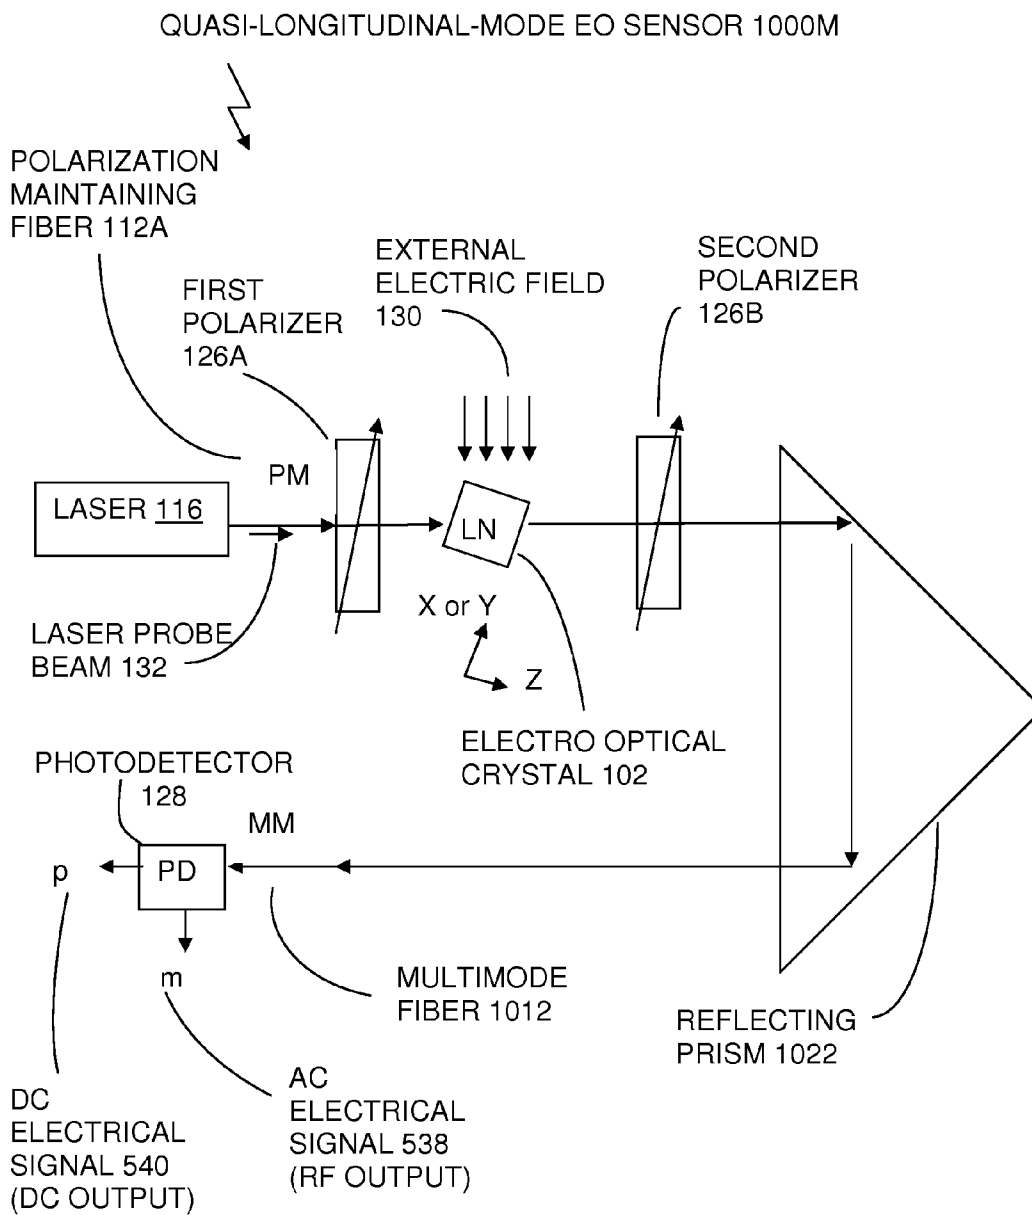 QUASI-LONGITUDINAL-MODE EO SENSOR 1000M
POLARIZATION
MAINTAINING
FIBER 112A
EXTERNAL
ELECTRIC FIELD
130
SECOND
POLARIZER
126B
FIRST
POLARIZER
126A
PM
LASER 116
LN
X or Y
Z
LASER PROBE
BEAM 132
ELECTRO OPTICAL
CRYSTAL 102
PHOTODETECTOR
128
MM
p
PD
m
MULTIMODE
FIBER 1012
REFLECTING
PRISM 1022
DC
ELECTRICAL
SIGNAL 540
(DC OUTPUT)
AC
ELECTRICAL
SIGNAL 538
(RF OUTPUT)